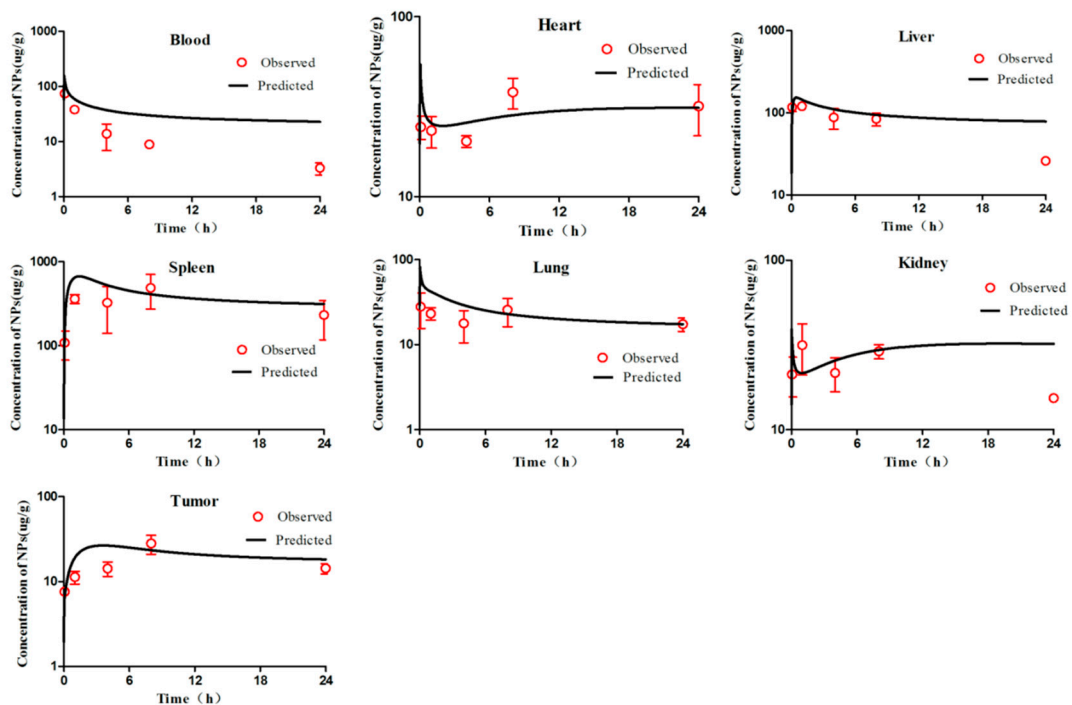 Blood
Observed
Predicted
Concentration of NPs(ug/g)
1000
100
10
1
0
6
12
18
24
Time (h)
Heart
Observed
Predicted
Concentration of NPs(ug/g)
100
10
0
6
12
18
24
Time (h)
Liver
Observed
Predicted
Concentration of NPs(ug/g)
1000
100
10
0
6
12
18
24
Time (h)
Spleen
Observed
Predicted
Concentration of NPs(ug/g)
1000
100
10
0
6
12
18
24
Time (h)
Lung
Observed
Predicted
Concentration of NPs(ug/g)
100
10
1
0
6
12
18
24
Time (h)
Kidney
Observed
Predicted
Concentration of NPs(ug/g)
100
10
0
6
12
18
24
Time (h)
Tumor
Observed
Predicted
Concentration of NPs(ug/g)
100
10
1
0
6
12
18
24
Time (h)